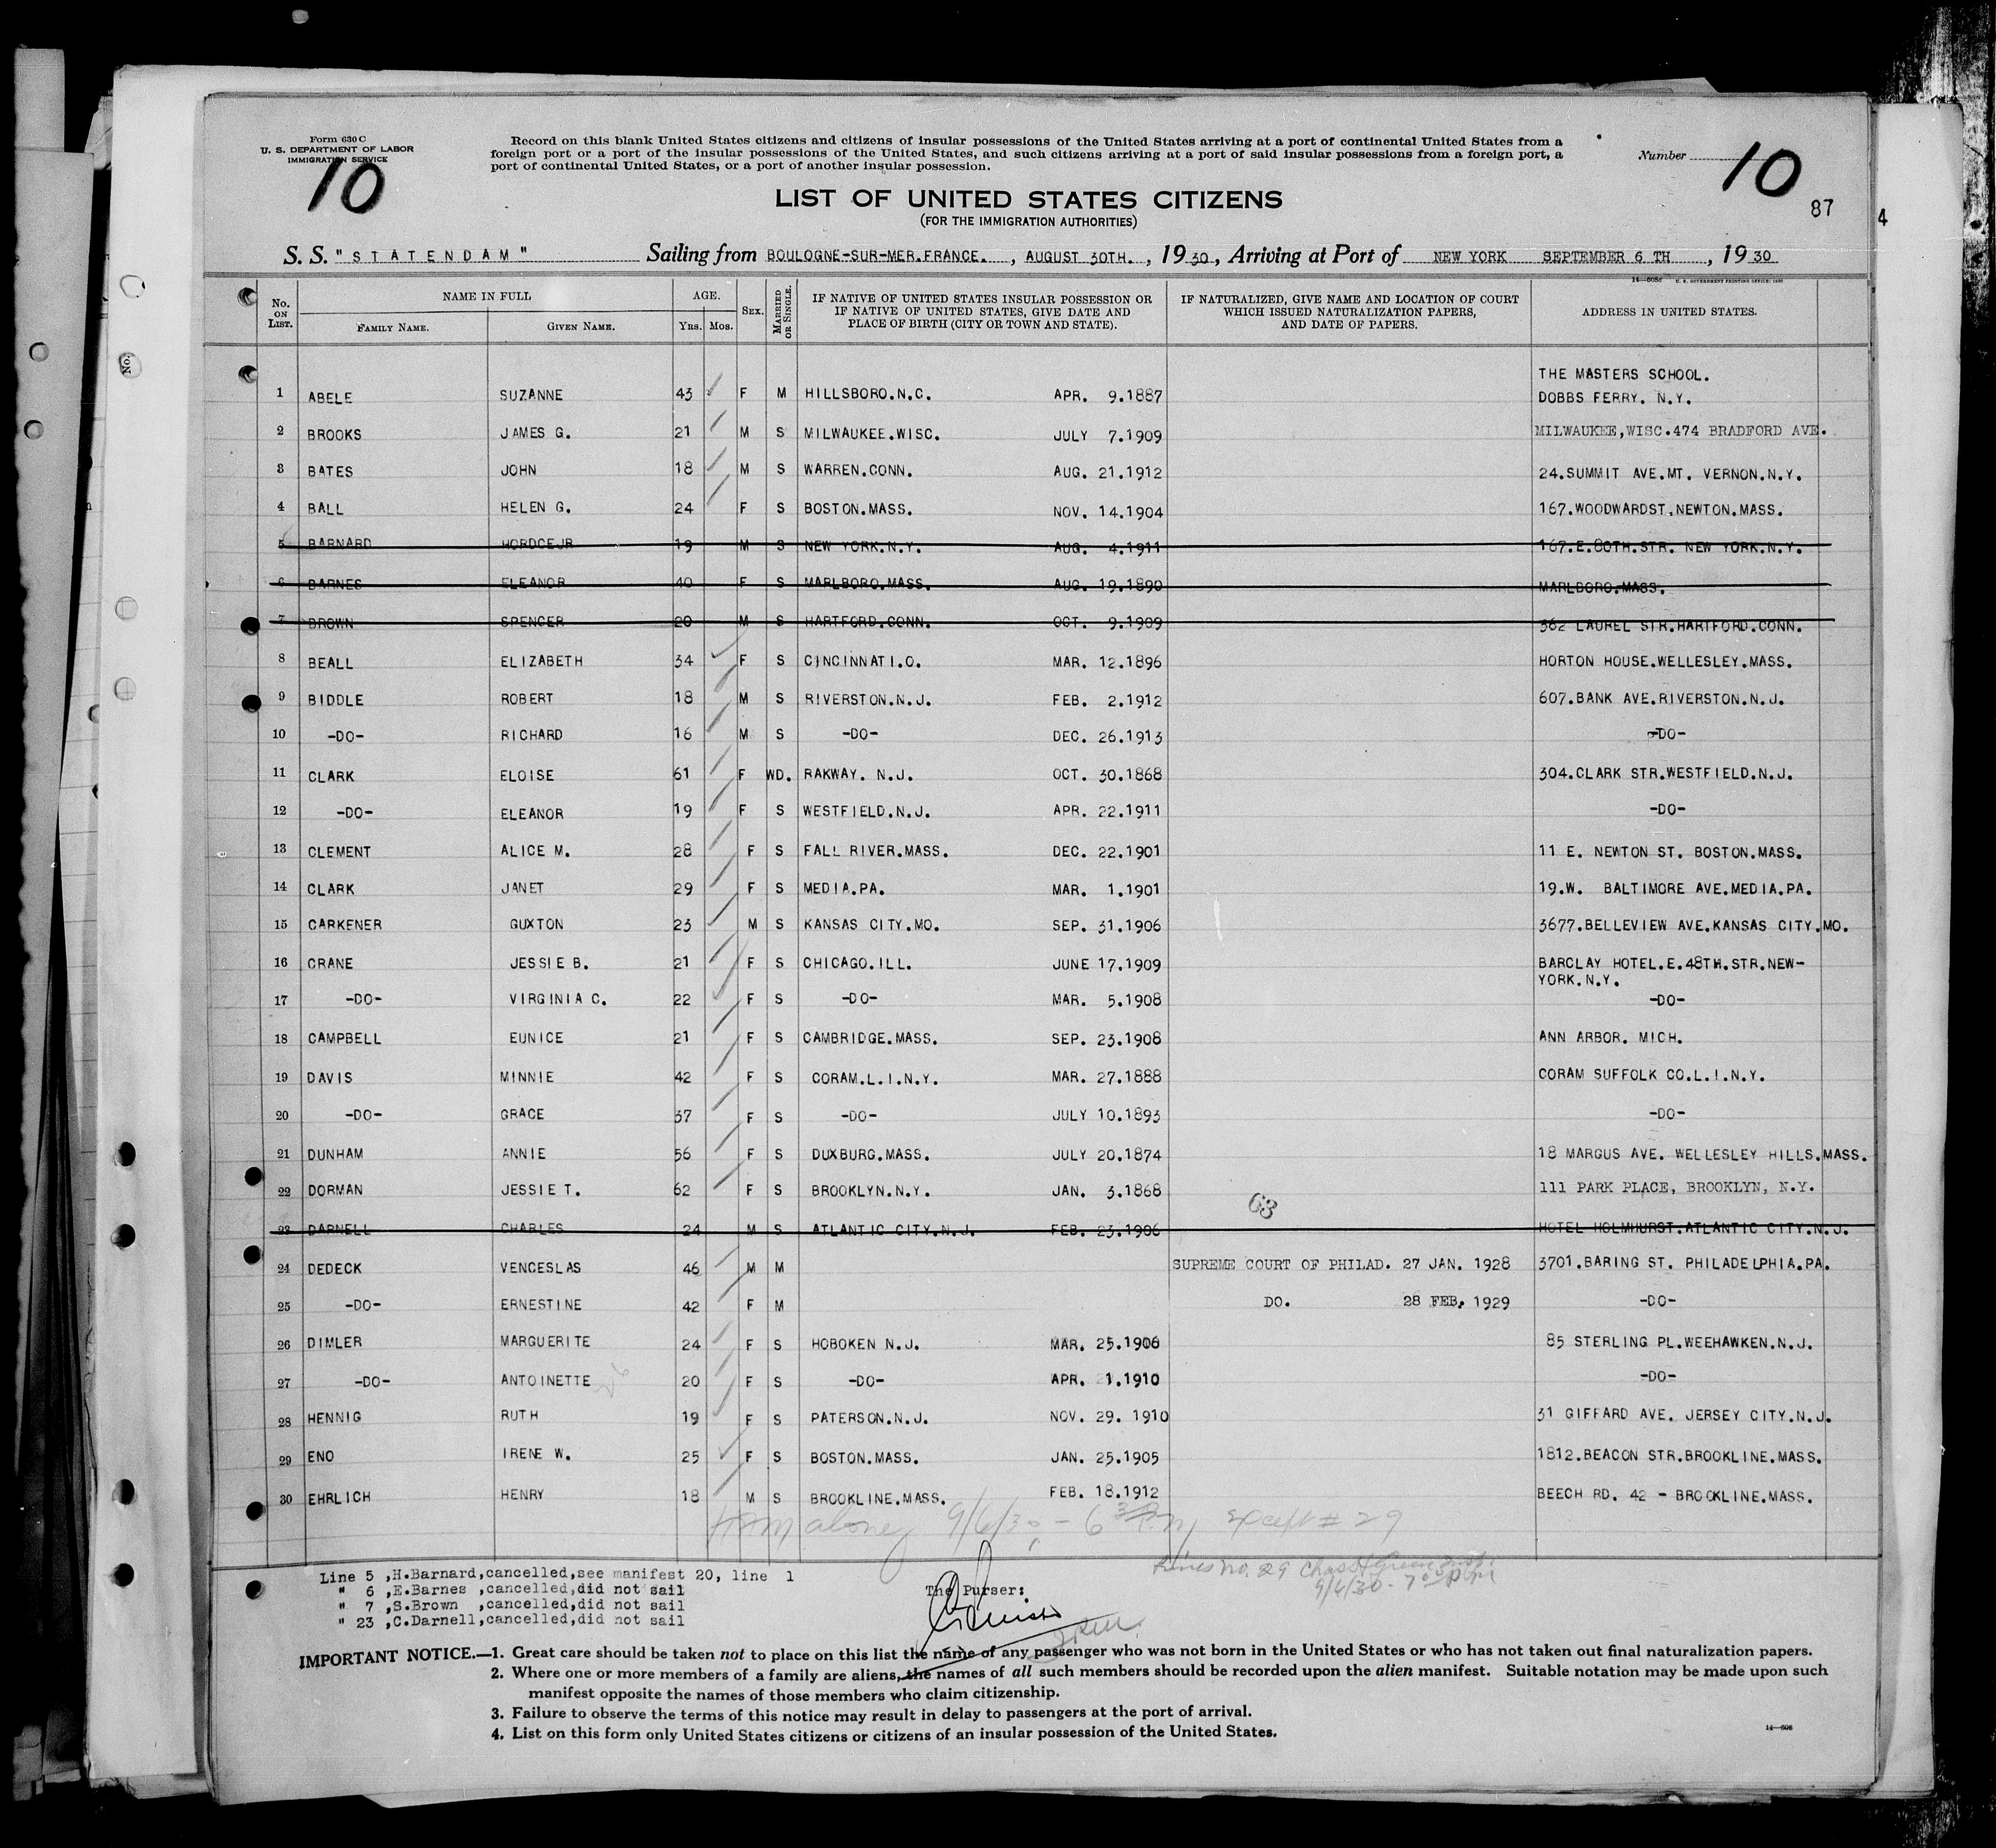 Form 630 C
U. S. DEPARTMENT OF LABOR
IMMIGRATION SERVICE
10
Record on this blank United States citizens and citizens of insular possessions of the United States arriving at a port of continental United States from a
foreign port or a port of the insular possessions of the United States, and such citizens arriving at a port of said insular possessions from a foreign port, a
port of continental United States, or a port of another insular possession.
Number 10
87
4
LIST OF UNITED STATES CITIZENS
(FOR THE IMMIGRATION AUTHORITIES)
S. S. "STATENDAM" Sailing from BOULOGNE-SUR-MER.FRANCE. , AUGUST 30TH. , 1930, Arriving at Port of NEW YORK SEPTEMBER 6 TH , 1930
14—608c U. S. GOVERNMENT PRINTING OFFICE: 1930
No. ON LIST. NAME IN FULL FAMILY NAME. GIVEN NAME. AGE. YRS. MOS. SEX. MARRIED OR SINGLE. IF NATIVE OF UNITED STATES INSULAR POSSESSION OR IF NATIVE OF UNITED STATES, GIVE DATE AND PLACE OF BIRTH (CITY OR TOWN AND STATE). IF NATURALIZED, GIVE NAME AND LOCATION OF COURT WHICH ISSUED NATURALIZATION PAPERS, AND DATE OF PAPERS. ADDRESS IN UNITED STATES.
No.
THE MASTERS SCHOOL.
1 ABELE SUZANNE 43 F M HILLSBORO.N.C. APR. 9.1887 DOBBS FERRY. N.Y.
2 BROOKS JAMES G. 21 M S MILWAUKEE.WISC. JULY 7.1909 MILWAUKEE,WISC.474 BRADFORD AVE.
3 BATES JOHN 18 M S WARREN.CONN. AUG. 21.1912 24.SUMMIT AVE.MT. VERNON.N.Y.
4 BALL HELEN G. 24 F S BOSTON.MASS. NOV. 14.1904 167.WOODWARDST.,NEWTON.MASS.
5 BARNARD HORDCEJR 19 M S NEW YORK.N.Y. AUG. 4.1911 167.E.80TH.STR. NEW YORK.N.Y.
6 BARNES ELEANOR 40 F S MARLBORO.MASS. AUG. 19.1890 MARLBORO.MASS.
7 BROWN SPENCER 20 M S HARTFORD.CONN. OCT. 9.1909 362 LAUREL STR.HARTFORD.CONN.
8 BEALL ELIZABETH 34 F S CINCINNATI.O. MAR. 12.1896 HORTON HOUSE.WELLESLEY.MASS.
9 BIDDLE ROBERT 18 M S RIVERSTON.N.J. FEB. 2.1912 607.BANK AVE.RIVERSTON.N.J.
10 -DO- RICHARD 16 M S -DO- DEC. 26.1913 -DO-
11 CLARK ELOISE 61 F WD. RAKWAY. N.J. OCT. 30.1868 304.CLARK STR.WESTFIELD.N.J.
12 -DO- ELEANOR 19 F S WESTFIELD.N.J. APR. 22.1911 -DO-
13 CLEMENT ALICE M. 28 F S FALL RIVER.MASS. DEC. 22.1901 11 E. NEWTON ST. BOSTON.MASS.
14 CLARK JANET 29 F S MEDIA.PA. MAR. 1.1901 19.W. BALTIMORE AVE.MEDIA.PA.
15 CARKENER GUXTON 23 M S KANSAS CITY.MO. SEP. 31.1906 3677.BELLEVIEW AVE.KANSAS CITY.MO.
16 CRANE JESSIE B. 21 F S CHICAGO.ILL. JUNE 17.1909 BARCLAY HOTEL.E.48TH.STR.NEW-
YORK.N.Y.
17 -DO- VIRGINIA C. 22 F S -DO- MAR. 5.1908 -DO-
18 CAMPBELL EUNICE 21 F S CAMBRIDGE.MASS. SEP. 23.1908 ANN ARBOR. MICH.
19 DAVIS MINNIE 42 F S CORAM.L.I.N.Y. MAR. 27.1888 CORAM SUFFOLK CO.L.I.N.Y.
20 -DO- GRACE 37 F S -DO- JULY 10.1893 -DO-
21 DUNHAM ANNIE 56 F S DUXBURG.MASS. JULY 20.1874 18 MARGUS AVE. WELLESLEY HILLS.MASS.
22 DORMAN JESSIE T. 62 F S BROOKLYN.N.Y. JAN. 3.1868 111 PARK PLACE, BROOKLYN, N.Y.
63
23 DARNELL CHARLES 24 M S ATLANTIC CITY.N.J. FEB. 23.1906 HOTEL HOLMHURST.ATLANTIC CITY.N.J.
24 DEDECK VENCESLAS 46 M M SUPREME COURT OF PHILAD. 27 JAN. 1928 3701.BARING ST. PHILADELPHIA.PA.
25 -DO- ERNESTINE 42 F M DO. 28 FEB, 1929 -DO-
26 DIMLER MARGUERITE 24 F S HOBOKEN N.J. MAR. 25.1906 85 STERLING PL.WEEHAWKEN.N.J.
27 -DO- ANTOINETTE 20 F S -DO- APR. 1.1910 -DO-
28 HENNIG RUTH 19 F S PATERSON.N.J. NOV. 29. 1910 31 GIFFARD AVE. JERSEY CITY.N.J.
29 ENO IRENE W. 25 F S BOSTON.MASS. JAN. 25.1905 1812.BEACON STR.BROOKLINE.MASS.
30 EHRLICH HENRY 18 M S BROOKLINE.MASS. FEB. 18.1912 BEECH RD. 42 - BROOKLINE.MASS.
9/6/30 - 6 30 P.M. Except # 29
Lines No. 29
9/6/30 - 7 PM
Line 5 ,H.Barnard,cancelled,see manifest 20, line 1
" 6 ,E.Barnes ,cancelled,did not sail
" 7 ,S.Brown ,cancelled,did not sail
" 23 ,C.Darnell,cancelled,did not sail
The Purser:
IMPORTANT NOTICE.—1. Great care should be taken not to place on this list the name of any passenger who was not born in the United States or who has not taken out final naturalization papers.
2. Where one or more members of a family are aliens, the names of all such members should be recorded upon the alien manifest. Suitable notation may be made upon such
manifest opposite the names of those members who claim citizenship.
3. Failure to observe the terms of this notice may result in delay to passengers at the port of arrival.
4. List on this form only United States citizens or citizens of an insular possession of the United States.
14—608